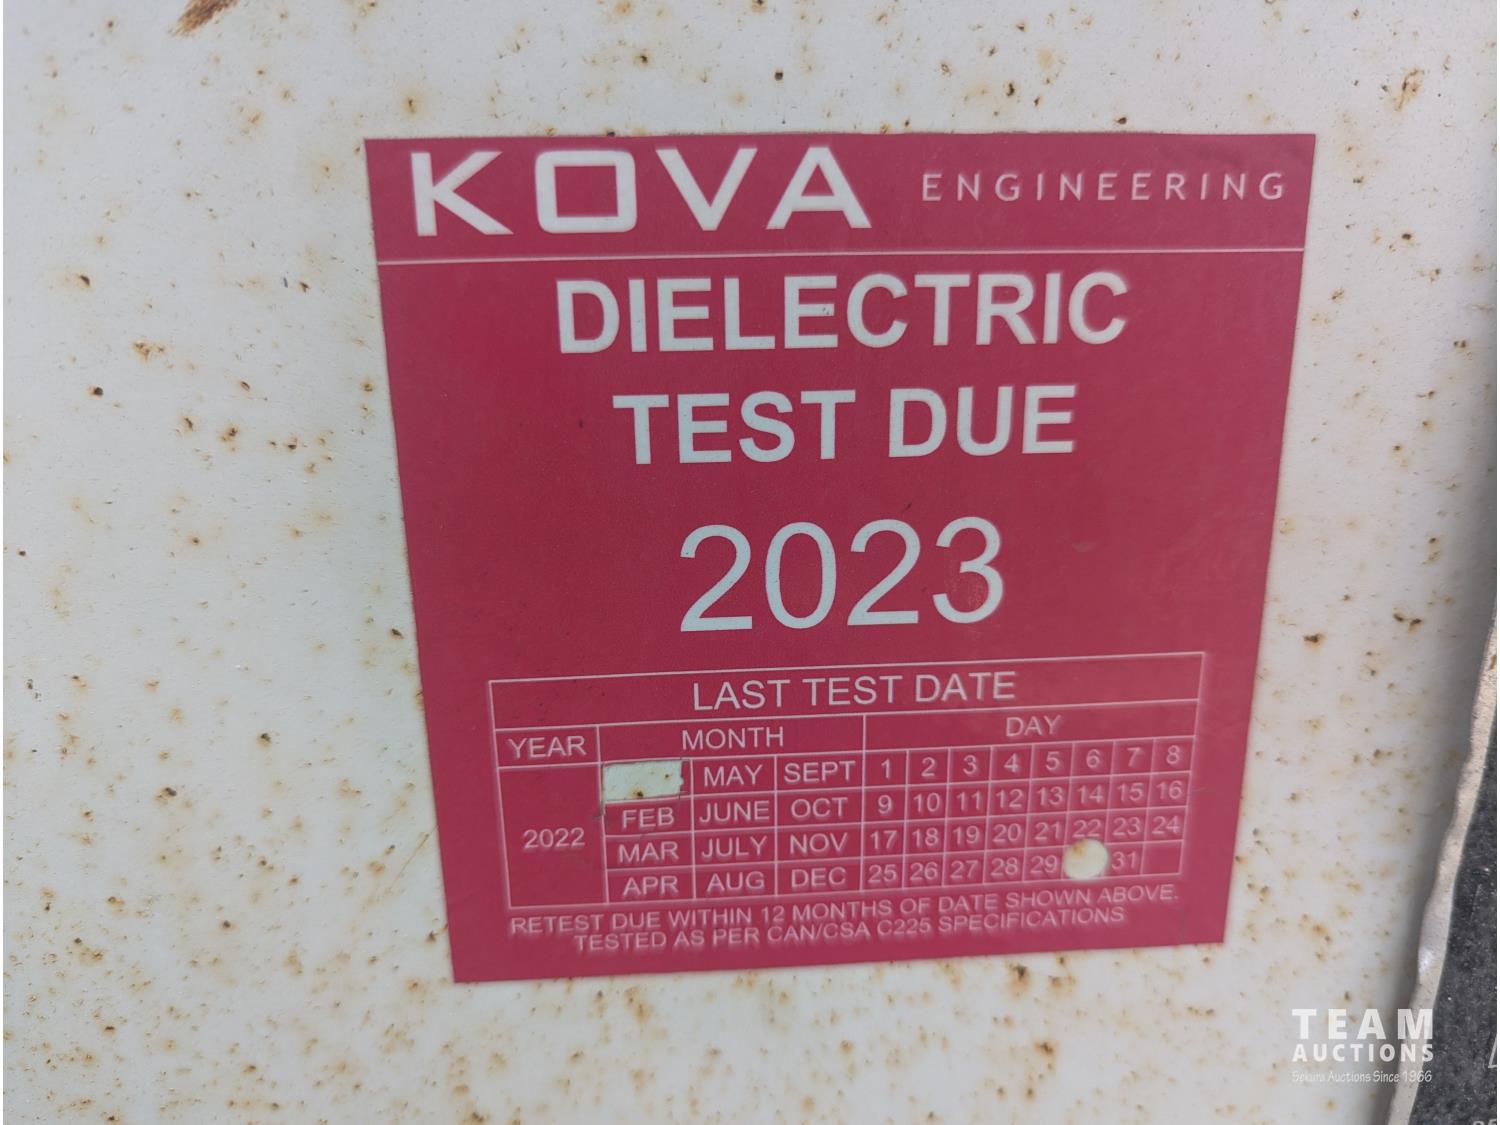 KOVA ENGINEERING
DIELECTRIC
TEST DUE
2023
LAST TEST DATE
YEAR MONTH DAY
MAY SEPT 1 2 3 4 5 6 7 8
FEB JUNE OCT 9 10 11 12 13 14 15 16
2022 MAR JULY NOV 17 18 19 20 21 22 23 24
APR AUG DEC 25 26 27 28 29 31
RETEST DUE WITHIN 12 MONTHS OF DATE SHOWN ABOVE.
TESTED AS PER CAN/CSA C225 SPECIFICATIONS
TEAM
AUCTIONS
Sekura Auctions Since 1966